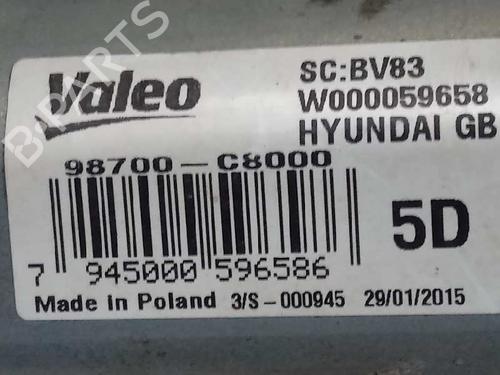 B-PARTS
Valeo
SC:BV83
W000059658
HYUNDAI GB
98700-C8000
5D
7 945000 596586
Made in Poland 3/S-000945 29/01/2015